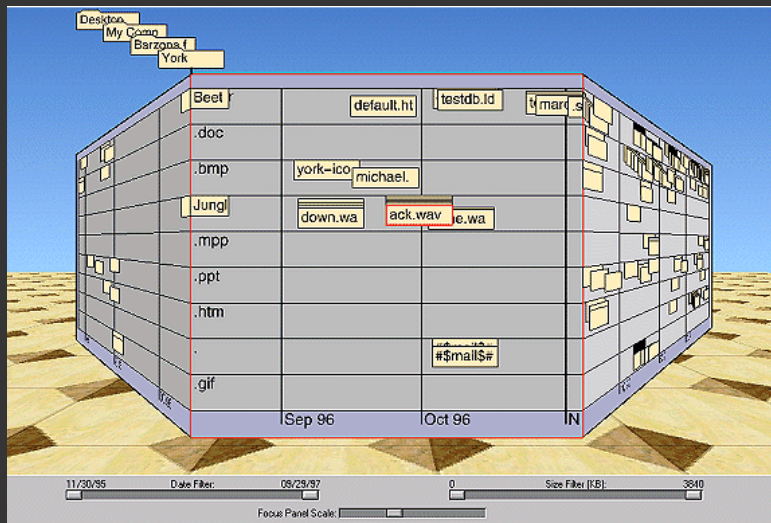 Desktop
My Comp
Barzona.f
York
Beet
default.ht
testdb.ld
marc
.s
.doc
.bmp
york-ico
michael.
Jungl
down.wa
ack.wav
e.wa
.mpp
.ppt
.htm
.
#$mail$#
#$mail$#
.gif
Sep 96
Oct 96
N
11/30/95
Date Filter:
09/29/97
0
Size Filter [KB]:
3840
Focus Panel Scale: